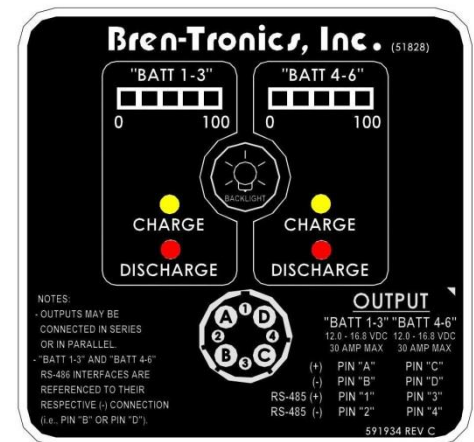 Bren-Tronics, Inc. (51828)
"BATT 1-3" "BATT 4-6"
0 100 0 100
BACKLIGHT
CHARGE CHARGE
DISCHARGE DISCHARGE
NOTES:
- OUTPUTS MAY BE
CONNECTED IN SERIES
OR IN PARALLEL.
- "BATT 1-3" AND "BATT 4-6"
RS-486 INTERFACES ARE
REFERENCED TO THEIR
RESPECTIVE (-) CONNECTION
(i.e., PIN "B" OR PIN "D").
A 1 D
2 4
B 3 C
OUTPUT
"BATT 1-3" "BATT 4-6"
12.0 - 16.8 VDC 12.0 - 16.8 VDC
30 AMP MAX 30 AMP MAX
(+) PIN "A" PIN "C"
(-) PIN "B" PIN "D"
RS-485 (+) PIN "1" PIN "3"
RS-485 (-) PIN "2" PIN "4"
591934 REV C